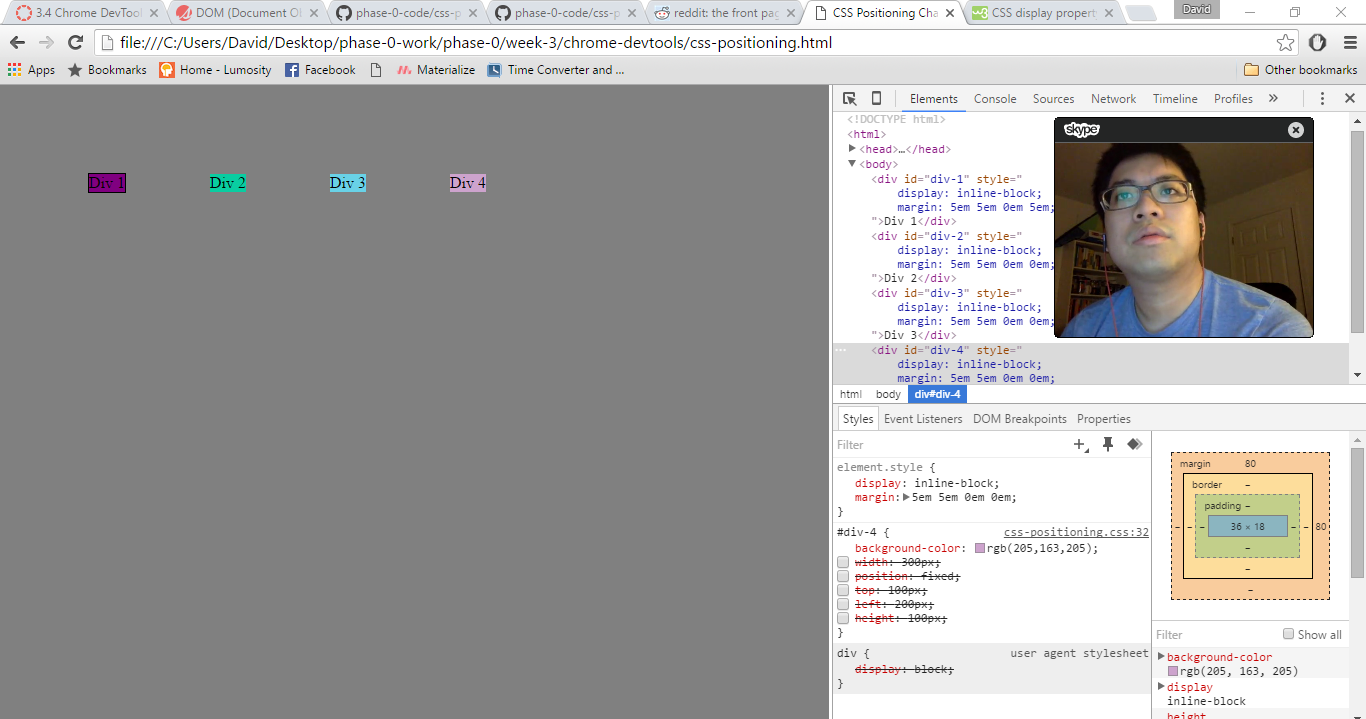 3.4 Chrome DevTool
DOM (Document Ob
phase-0-code/css-p
phase-0-code/css-p
reddit: the front pag
CSS Positioning Cha
CSS display property
David
file:///C:/Users/David/Desktop/phase-0-work/phase-0/week-3/chrome-devtools/css-positioning.html
Apps Bookmarks Home - Lumosity Facebook Materialize Time Converter and ... Other bookmarks
Div 1 Div 2 Div 3 Div 4
Elements Console Sources Network Timeline Profiles »
<!DOCTYPE html>
<html>
<head>…</head>
<body>
<div id="div-1" style="
display: inline-block;
margin: 5em 5em 0em 5em;
">Div 1</div>
<div id="div-2" style="
display: inline-block;
margin: 5em 5em 0em 0em;
">Div 2</div>
<div id="div-3" style="
display: inline-block;
margin: 5em 5em 0em 0em;
">Div 3</div>
<div id="div-4" style="
display: inline-block;
margin: 5em 5em 0em 0em;
skype
html body div#div-4
Styles Event Listeners DOM Breakpoints Properties
Filter
element.style {
display: inline-block;
margin: 5em 5em 0em 0em;
}
#div-4 { css-positioning.css:32
background-color: rgb(205,163,205);
width: 300px;
position: fixed;
top: 100px;
left: 200px;
height: 100px;
}
div { user agent stylesheet
display: block;
}
margin 80
border –
padding –
– – – 36 × 18 – – 80
–
–
–
Filter Show all
background-color
rgb(205, 163, 205)
display
inline-block
height